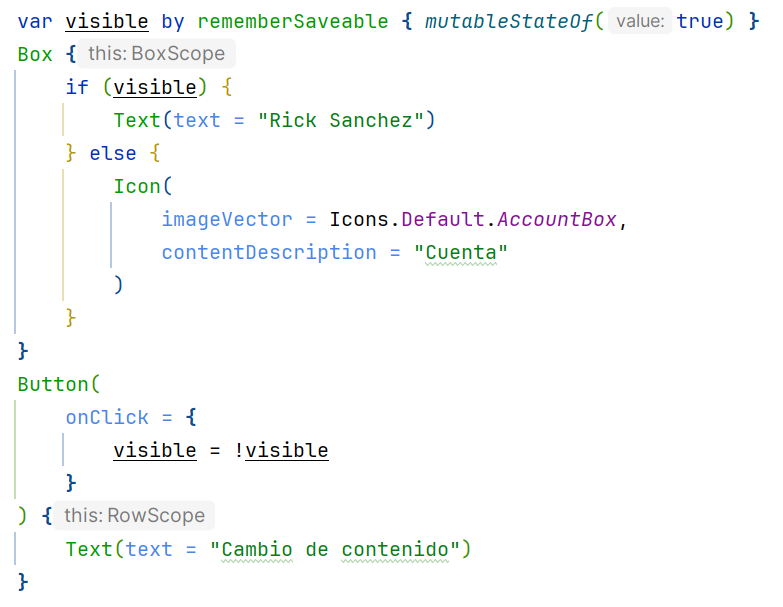 var visible by rememberSaveable { mutableStateOf( value: true) }
Box { this: BoxScope
    if (visible) {
        Text(text = "Rick Sanchez")
    } else {
        Icon(
            imageVector = Icons.Default.AccountBox,
            contentDescription = "Cuenta"
        )
    }
}
Button(
    onClick = {
        visible = !visible
    }
) { this: RowScope
    Text(text = "Cambio de contenido")
}